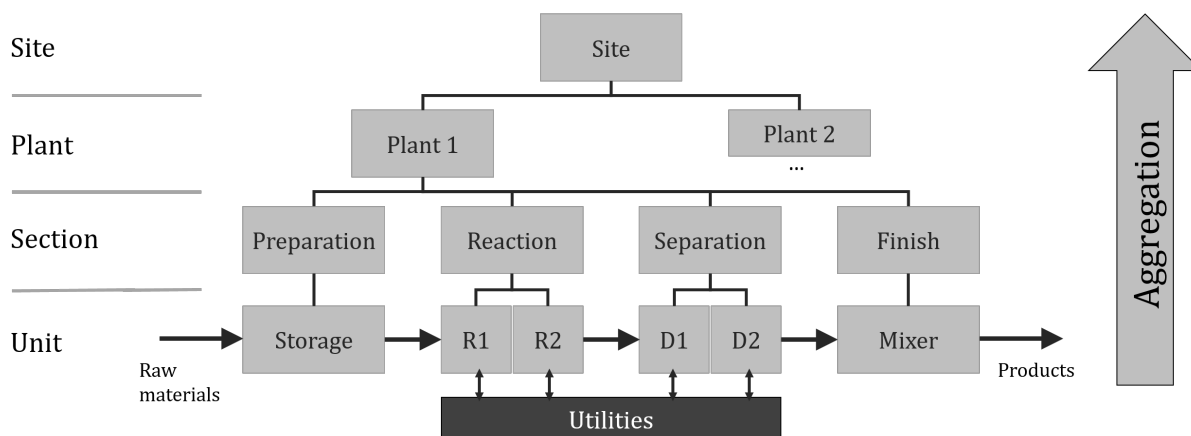 Site
Site
Plant
Plant 1
Plant 2
...
Section
Preparation
Reaction
Separation
Finish
Unit
Storage
R1
R2
D1
D2
Mixer
Raw
materials
Products
Utilities
Aggregation